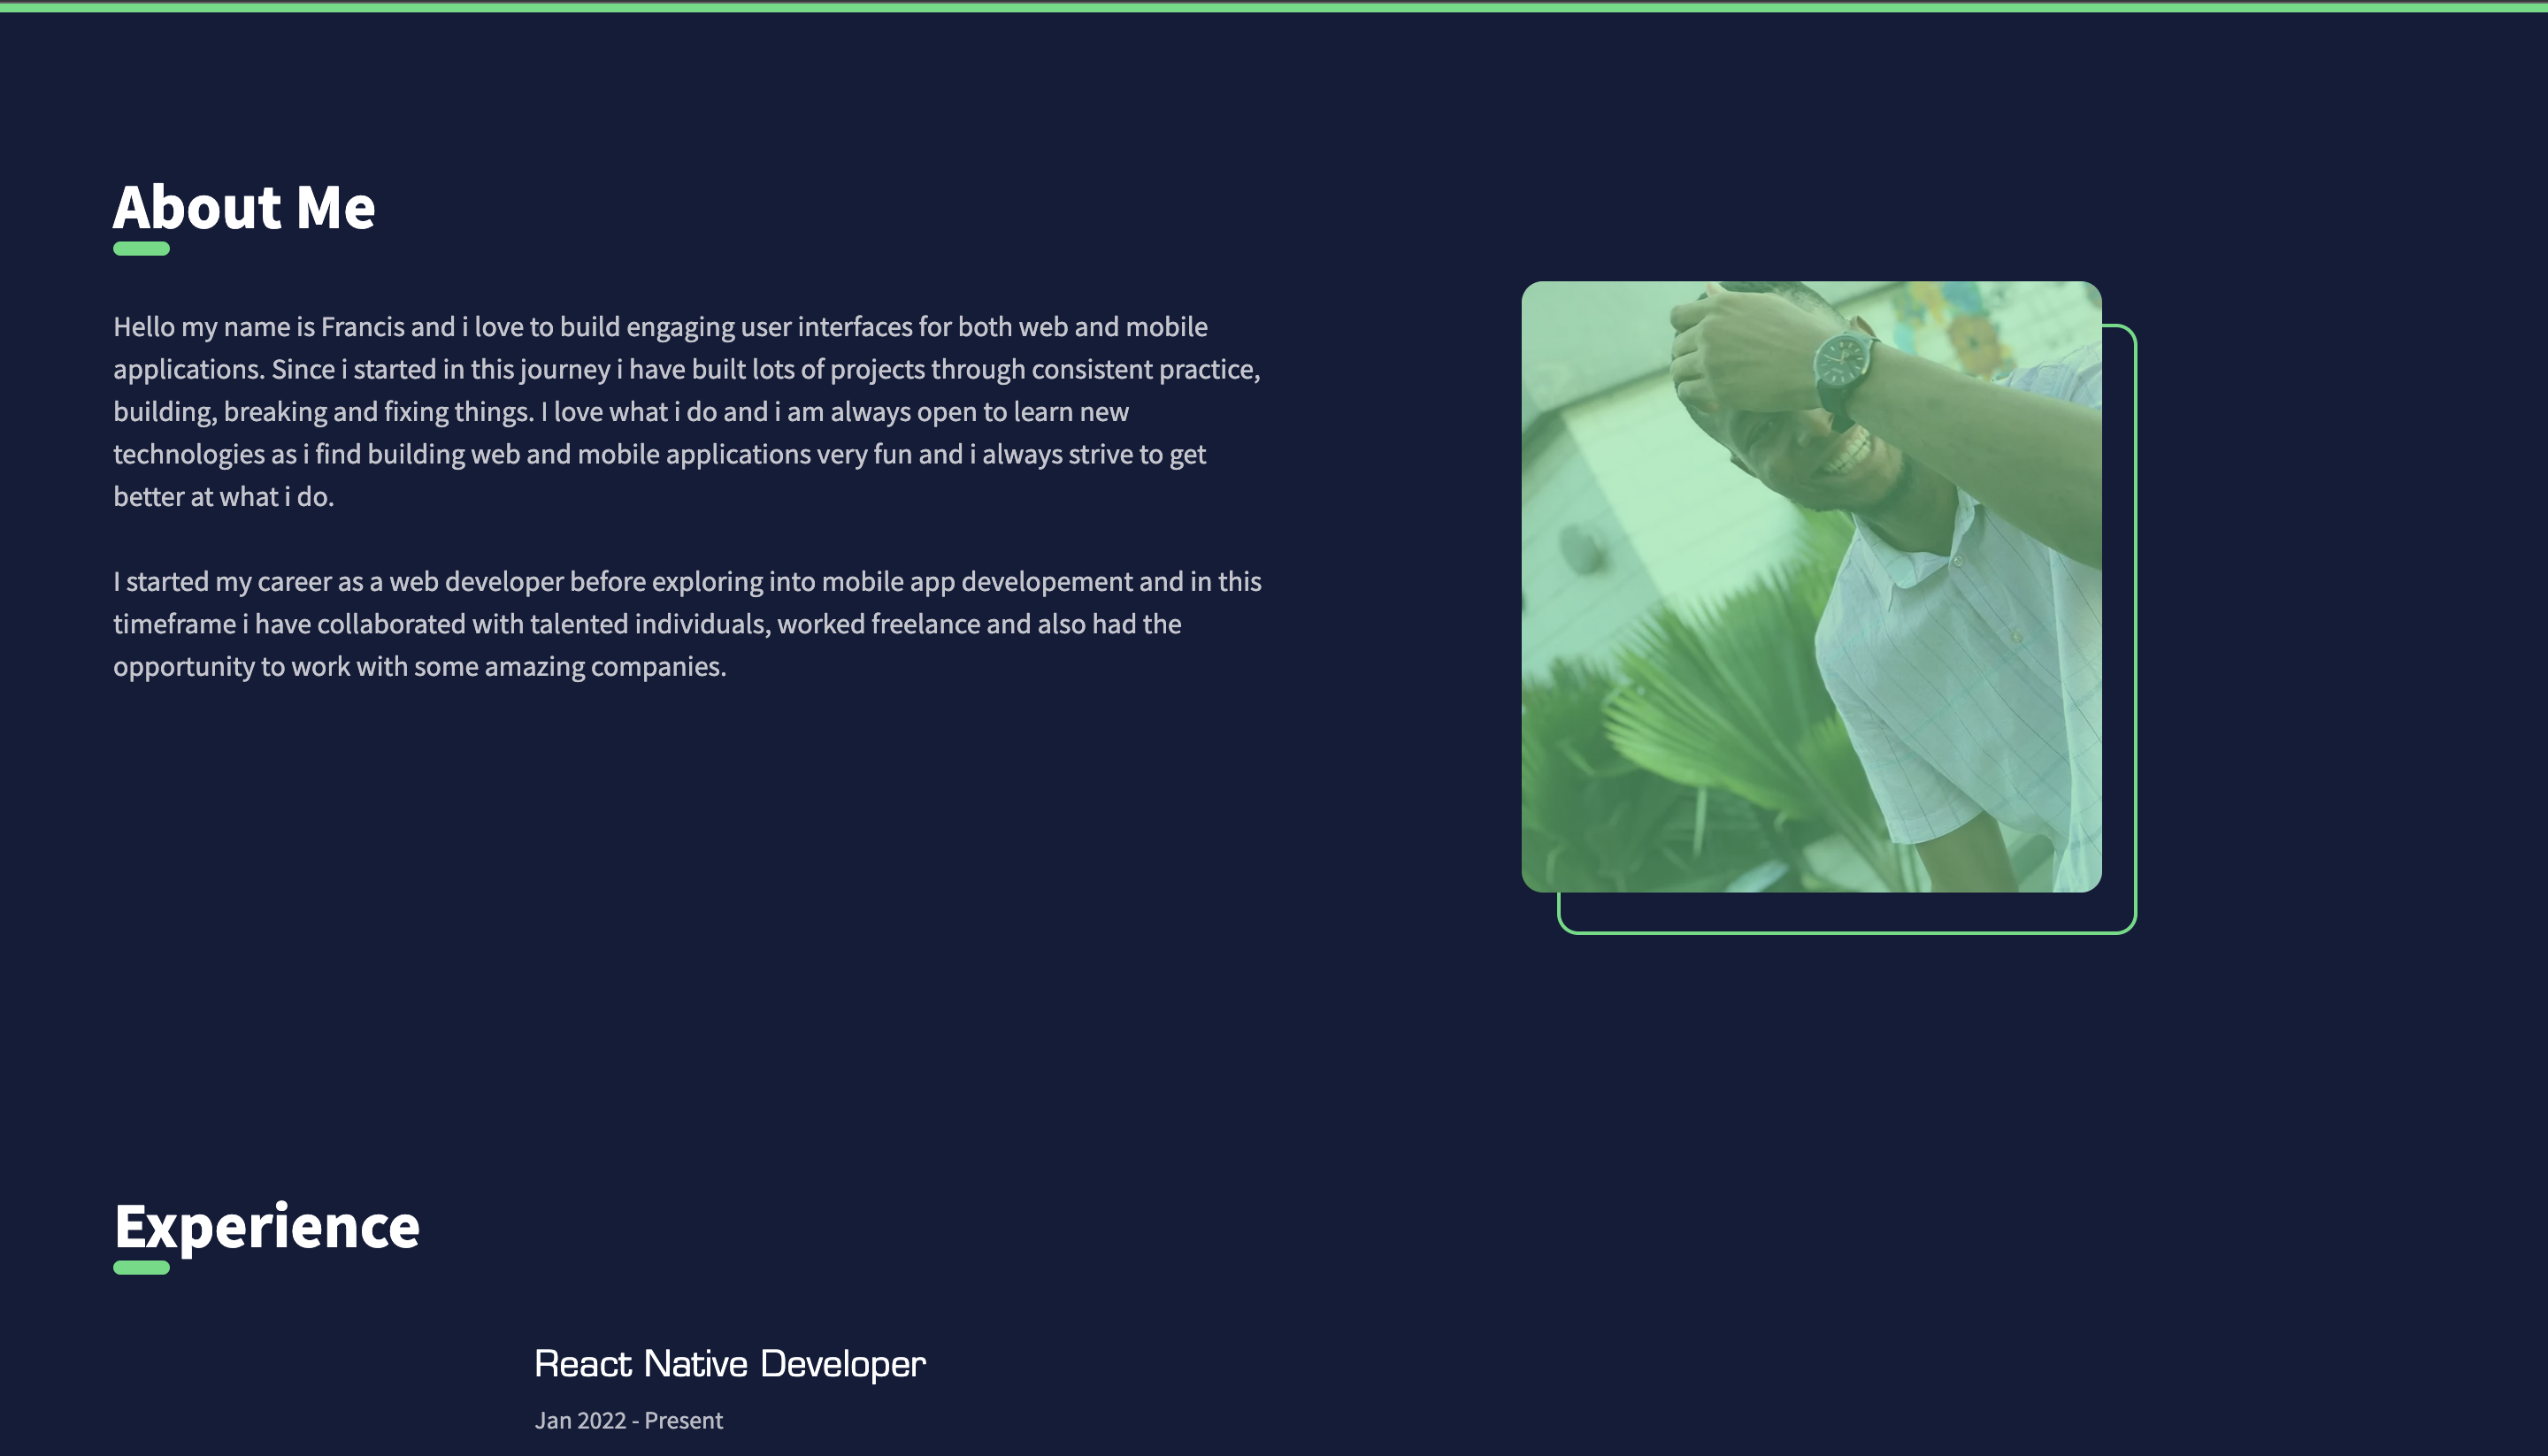 About Me
Hello my name is Francis and i love to build engaging user interfaces for both web and mobile
applications. Since i started in this journey i have built lots of projects through consistent practice,
building, breaking and fixing things. I love what i do and i am always open to learn new
technologies as i find building web and mobile applications very fun and i always strive to get
better at what i do.
I started my career as a web developer before exploring into mobile app developement and in this
timeframe i have collaborated with talented individuals, worked freelance and also had the
opportunity to work with some amazing companies.
Experience
React Native Developer
Jan 2022 - Present